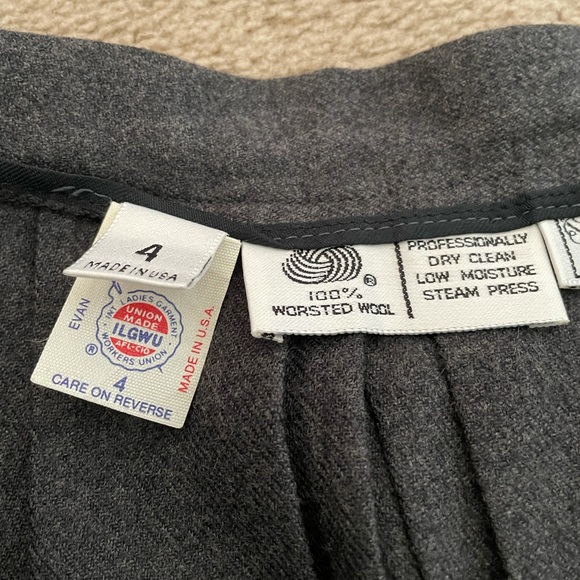 4
MADE IN U.S.A.
EVAN
INT. LADIES GARMENT
WORKERS UNION
UNION
MADE
ILGWU
AFL-CIO
®
MADE IN U.S.A.
4
CARE ON REVERSE
®
100%
WORSTED WOOL
PROFESSIONALLY
DRY CLEAN
LOW MOISTURE
STEAM PRESS